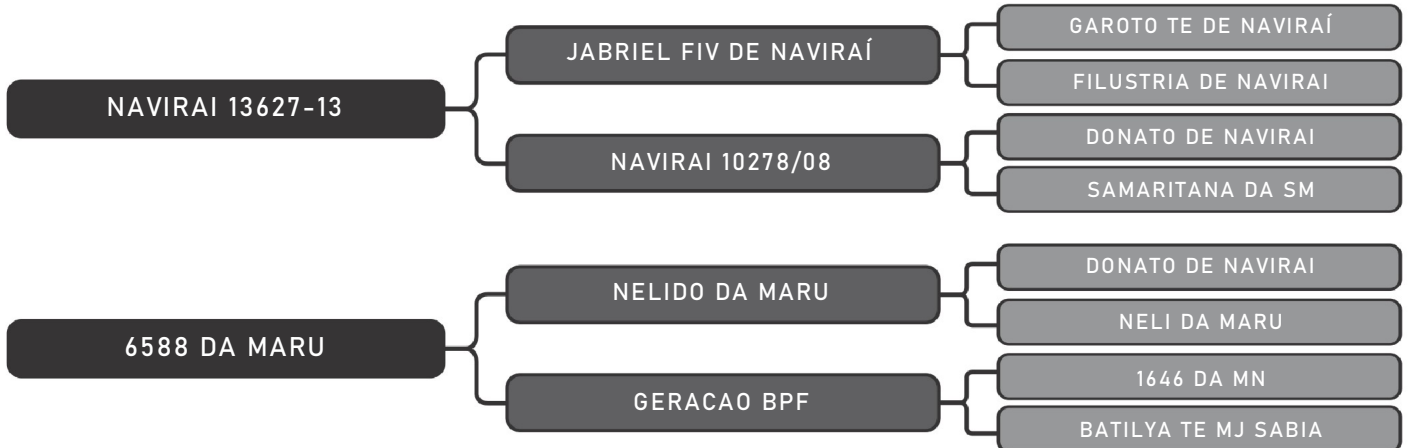 GAROTO TE DE NAVIRAÍ
JABRIEL FIV DE NAVIRAÍ
FILUSTRIA DE NAVIRAI
NAVIRAI 13627-13
DONATO DE NAVIRAI
NAVIRAI 10278/08
SAMARITANA DA SM
DONATO DE NAVIRAI
NELIDO DA MARU
NELI DA MARU
6588 DA MARU
1646 DA MN
GERACAO BPF
BATILYA TE MJ SABIA